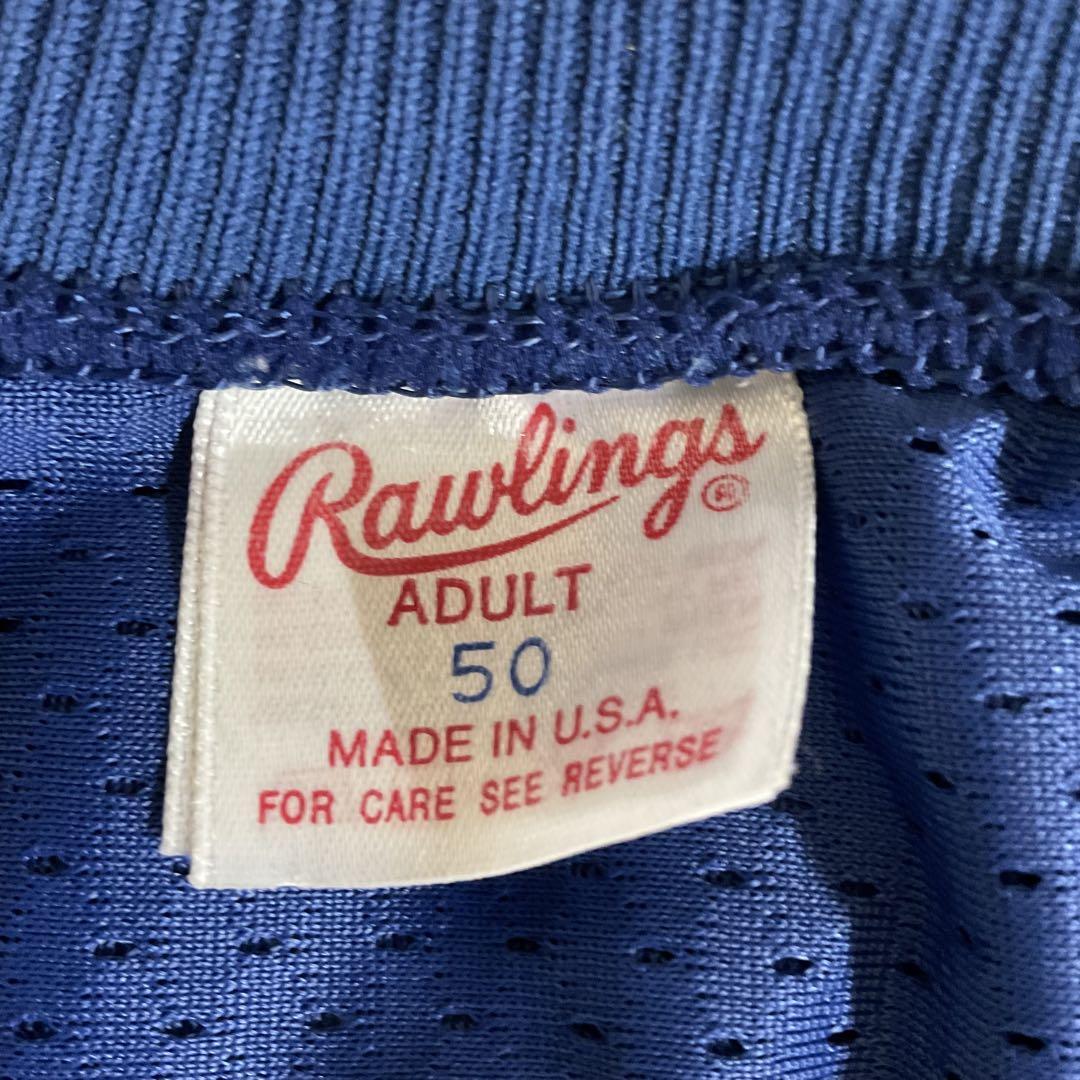 Rawlings ®
ADULT
50
MADE IN U.S.A.
FOR CARE SEE REVERSE